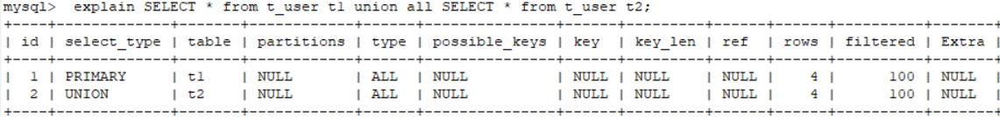 mysql>  explain SELECT * from t_user t1 union all SELECT * from t_user t2;
+----+-------------+-------+------------+------+---------------+------+---------+------+------+----------+-------+
| id | select_type | table | partitions | type | possible_keys | key | key_len | ref | rows | filtered | Extra |
+----+-------------+-------+------------+------+---------------+------+---------+------+------+----------+-------+
| 1 | PRIMARY | t1 | NULL | ALL | NULL | NULL | NULL | NULL | 4 | 100 | NULL |
| 2 | UNION | t2 | NULL | ALL | NULL | NULL | NULL | NULL | 4 | 100 | NULL |
+----+-------------+-------+------------+------+---------------+------+---------+------+------+----------+-------+